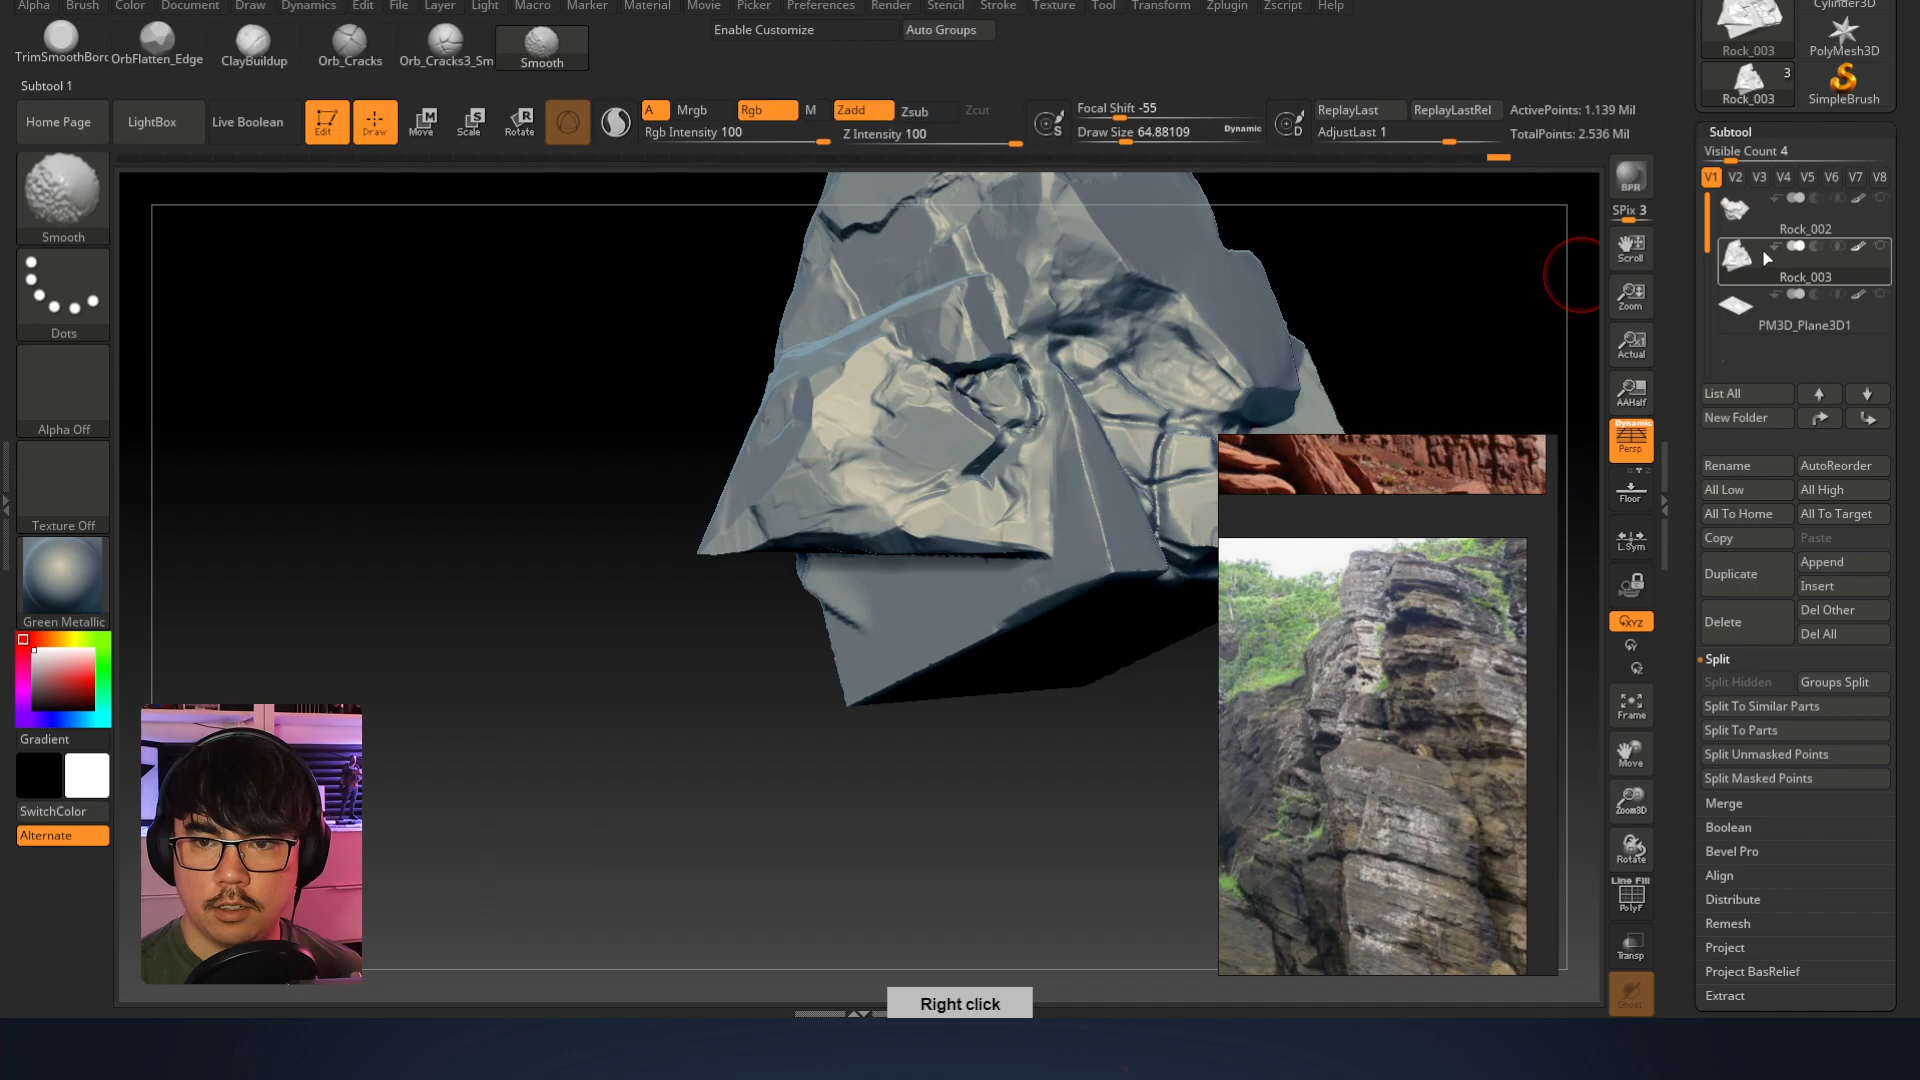 Alpha Brush Color Document Draw Dynamics Edit File Layer Light Macro Marker Material Movie Picker Preferences Render Stencil Stroke Texture Tool Transform Zplugin Zscript Help
Cylinder3D
Enable Customize
Auto Groups
TrimSmoothBorc
OrbFlatten_Edge
ClayBuildup
Orb_Cracks
Orb_Cracks3_Sm
Smooth
Rock_003
PolyMesh3D
3
Rock_003
SimpleBrush
Subtool 1
Home Page
LightBox
Live Boolean
Edit
Draw
Move
Scale
Rotate
A
Mrgb
Rgb
M
Zadd
Zsub
Zcut
Rgb Intensity 100
Z Intensity 100
Focal Shift -55
Draw Size 64.88109
Dynamic
S
D
ReplayLast
ReplayLastRel
AdjustLast 1
ActivePoints: 1.139 Mil
TotalPoints: 2.536 Mil
Smooth
Dots
Alpha Off
Texture Off
Green Metallic
Gradient
SwitchColor
Alternate
BPR
SPix 3
Scroll
Zoom
Actual
AAHalf
Dynamic
Persp
Floor
L.Sym
XYZ
Frame
Move
Zoom3D
Rotate
Line Fill
PolyF
Transp
Ghost
Subtool
Visible Count 4
V1 V2 V3 V4 V5 V6 V7 V8
Rock_002
Rock_003
PM3D_Plane3D1
List All
New Folder
Rename
AutoReorder
All Low
All High
All To Home
All To Target
Copy
Paste
Duplicate
Append
Insert
Delete
Del Other
Del All
Split
Split Hidden
Groups Split
Split To Similar Parts
Split To Parts
Split Unmasked Points
Split Masked Points
Merge
Boolean
Bevel Pro
Align
Distribute
Remesh
Project
Project BasRelief
Extract
Right click